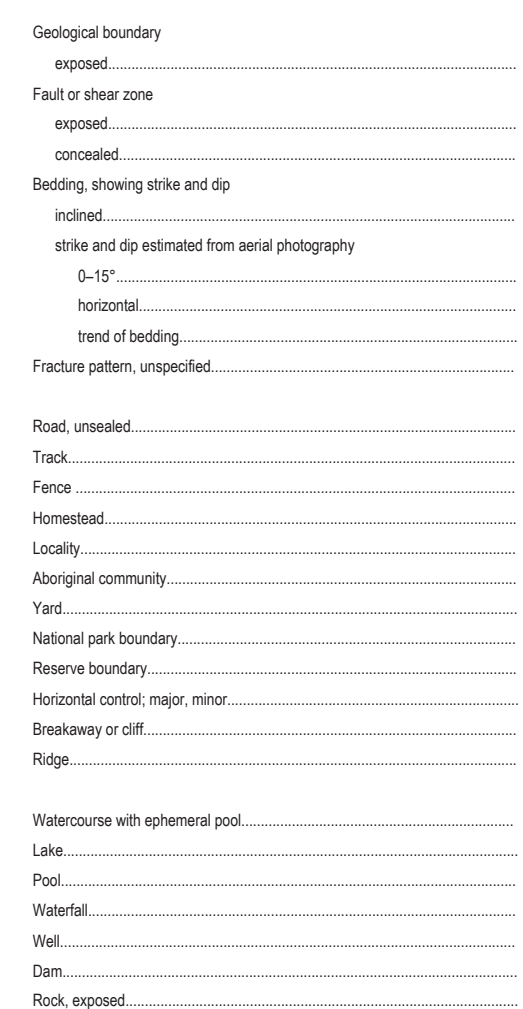 Geological boundary
exposed
Fault or shear zone
exposed
concealed
Bedding, showing strike and dip
inclined
strike and dip estimated from aerial photography
0–15°
horizontal
trend of bedding
Fracture pattern, unspecified
Road, unsealed
Track
Fence
Homestead
Locality
Aboriginal community
Yard
National park boundary
Reserve boundary
Horizontal control; major, minor
Breakaway or cliff
Ridge
Watercourse with ephemeral pool
Lake
Pool
Waterfall
Well
Dam
Rock, exposed